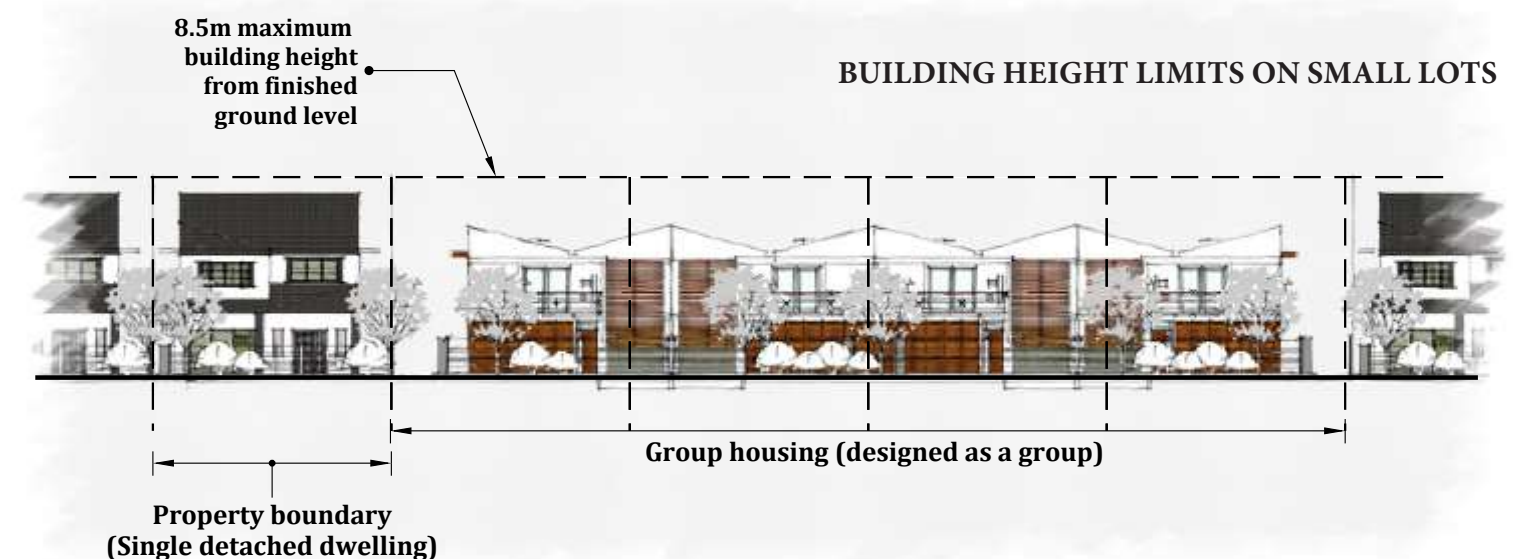 8.5m maximum
building height
from finished
ground level
BUILDING HEIGHT LIMITS ON SMALL LOTS
Group housing (designed as a group)
Property boundary
(Single detached dwelling)